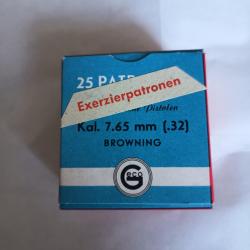 25 PATR
Exerzierpatronen
Pistolen
Kal. 7.65 mm (.32)
BROWNING
Geco